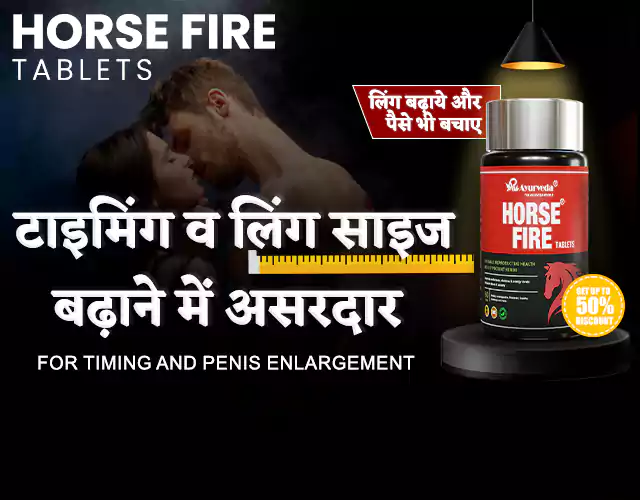 HORSE FIRE
TABLETS
लिंग बढ़ाये और
पैसे भी बचाए
टाइमिंग व लिंग साइज
बढ़ाने में असरदार
FOR TIMING AND PENIS ENLARGEMENT
Ayurveda®
HORSE®
FIRE TABLETS
GET UP TO
50%
DISCOUNT